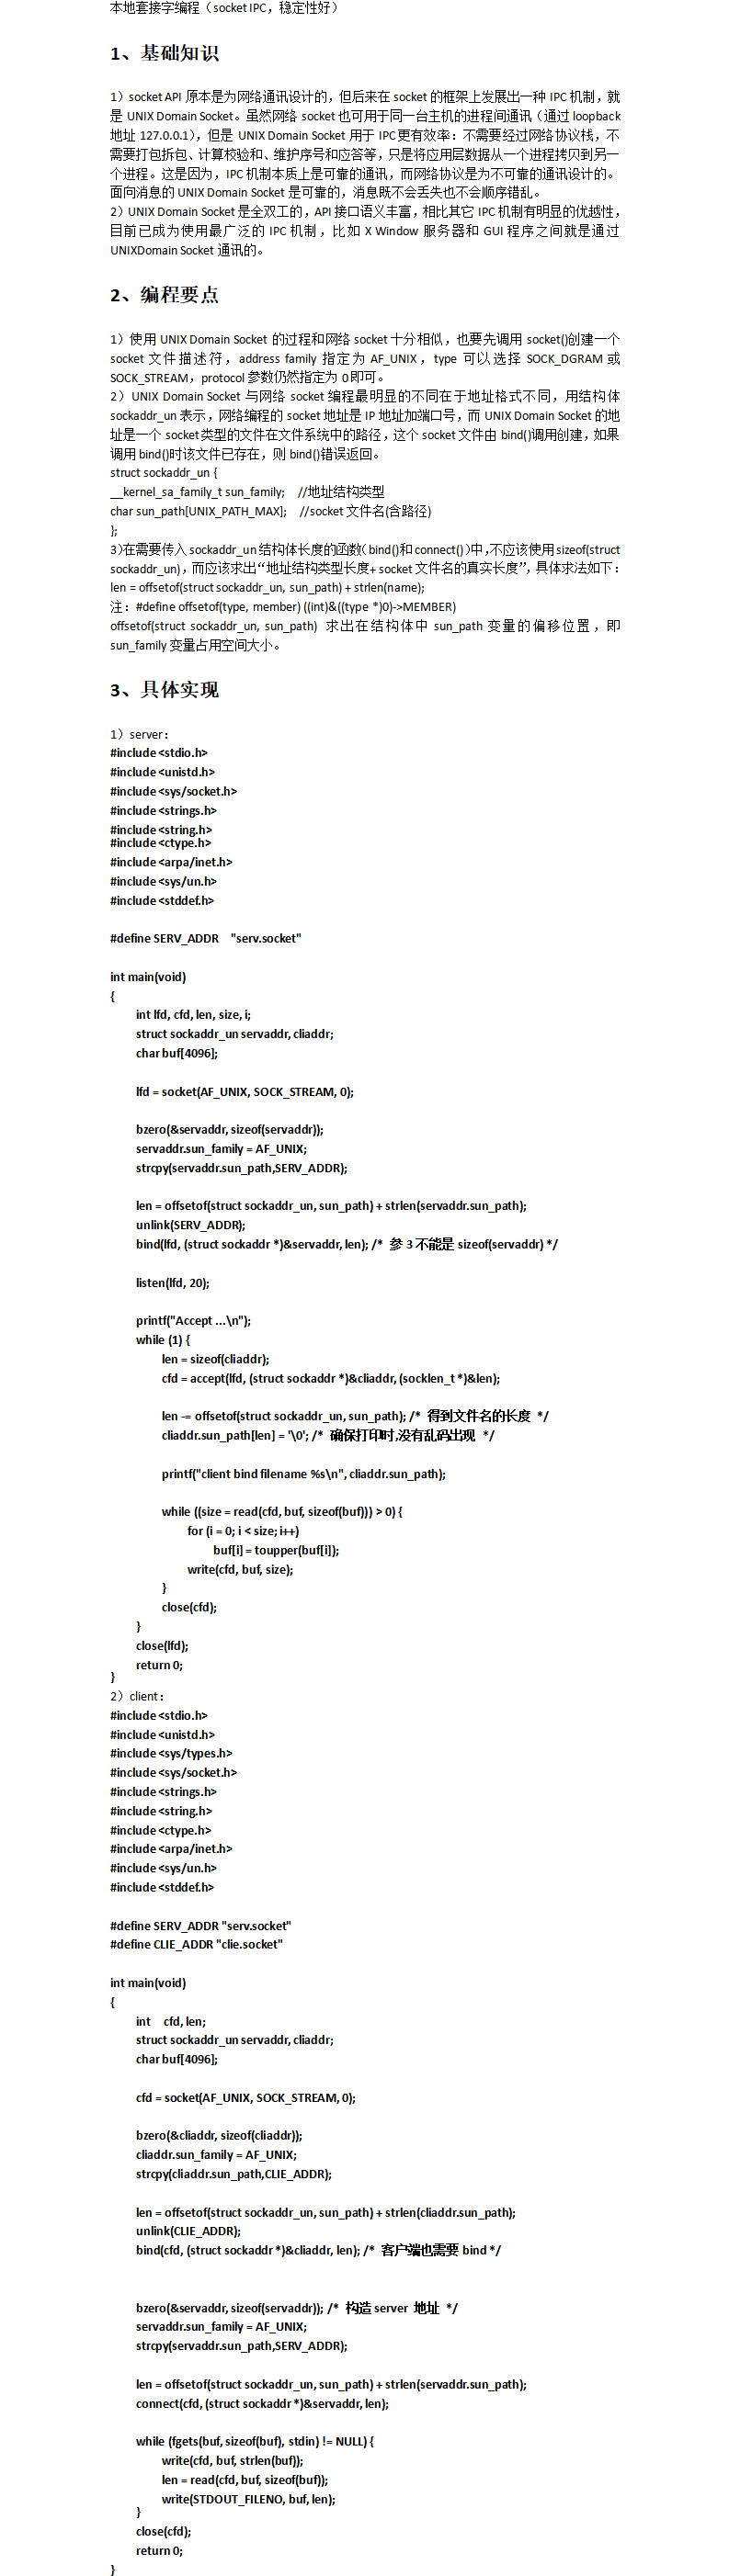 本地套接字编程（socket IPC，稳定性好）
1、基础知识
1）socket API 原本是为网络通讯设计的，但后来在 socket 的框架上发展出一种 IPC 机制，就
是 UNIX Domain Socket。虽然网络 socket 也可用于同一台主机的进程间通讯（通过 loopback
地址 127.0.0.1），但是 UNIX Domain Socket 用于 IPC 更有效率：不需要经过网络协议栈，不
需要打包拆包、计算校验和、维护序号和应答等，只是将应用层数据从一个进程拷贝到另一
个进程。这是因为，IPC 机制本质上是可靠的通讯，而网络协议是为不可靠的通讯设计的。
面向消息的 UNIX Domain Socket 是可靠的，消息既不会丢失也不会顺序错乱。
2）UNIX Domain Socket 是全双工的，API 接口语义丰富，相比其它 IPC 机制有明显的优越性，
目前已成为使用最广泛的 IPC 机制，比如 X Window 服务器和 GUI 程序之间就是通过
UNIXDomain Socket 通讯的。
2、编程要点
1）使用 UNIX Domain Socket 的过程和网络 socket 十分相似，也要先调用 socket()创建一个
socket 文件描述符，address family 指定为 AF_UNIX，type 可以选择 SOCK_DGRAM 或
SOCK_STREAM，protocol 参数仍然指定为 0 即可。
2）UNIX Domain Socket 与网络 socket 编程最明显的不同在于地址格式不同，用结构体
sockaddr_un 表示，网络编程的 socket 地址是 IP 地址加端口号，而 UNIX Domain Socket 的地
址是一个 socket 类型的文件在文件系统中的路径，这个 socket 文件由 bind()调用创建，如果
调用 bind()时该文件已存在，则 bind()错误返回。
struct sockaddr_un {
__kernel_sa_family_t sun_family;    //地址结构类型
char sun_path[UNIX_PATH_MAX];    //socket 文件名(含路径)
};
3）在需要传入 sockaddr_un 结构体长度的函数（bind()和 connect()）中，不应该使用 sizeof(struct
sockaddr_un)，而应该求出“地址结构类型长度+ socket 文件名的真实长度”，具体求法如下：
len = offsetof(struct sockaddr_un, sun_path) + strlen(name);
注：#define offsetof(type, member) ((int)&((type *)0)->MEMBER)
offsetof(struct sockaddr_un, sun_path) 求出在结构体中 sun_path 变量的偏移位置，即
sun_family 变量占用空间大小。
3、具体实现
1）server：
#include <stdio.h>
#include <unistd.h>
#include <sys/socket.h>
#include <strings.h>
#include <string.h>
#include <ctype.h>
#include <arpa/inet.h>
#include <sys/un.h>
#include <stddef.h>
#define SERV_ADDR    "serv.socket"
int main(void)
{
int lfd, cfd, len, size, i;
struct sockaddr_un servaddr, cliaddr;
char buf[4096];
lfd = socket(AF_UNIX, SOCK_STREAM, 0);
bzero(&servaddr, sizeof(servaddr));
servaddr.sun_family = AF_UNIX;
strcpy(servaddr.sun_path,SERV_ADDR);
len = offsetof(struct sockaddr_un, sun_path) + strlen(servaddr.sun_path);
unlink(SERV_ADDR);
bind(lfd, (struct sockaddr *)&servaddr, len); /* 参 3 不能是 sizeof(servaddr) */
listen(lfd, 20);
printf("Accept ...\n");
while (1) {
len = sizeof(cliaddr);
cfd = accept(lfd, (struct sockaddr *)&cliaddr, (socklen_t *)&len);
len -= offsetof(struct sockaddr_un, sun_path); /* 得到文件名的长度 */
cliaddr.sun_path[len] = '\0'; /* 确保打印时,没有乱码出现 */
printf("client bind filename %s\n", cliaddr.sun_path);
while ((size = read(cfd, buf, sizeof(buf))) > 0) {
for (i = 0; i < size; i++)
buf[i] = toupper(buf[i]);
write(cfd, buf, size);
}
close(cfd);
}
close(lfd);
return 0;
}
2）client：
#include <stdio.h>
#include <unistd.h>
#include <sys/types.h>
#include <sys/socket.h>
#include <strings.h>
#include <string.h>
#include <ctype.h>
#include <arpa/inet.h>
#include <sys/un.h>
#include <stddef.h>
#define SERV_ADDR "serv.socket"
#define CLIE_ADDR "clie.socket"
int main(void)
{
int    cfd, len;
struct sockaddr_un servaddr, cliaddr;
char buf[4096];
cfd = socket(AF_UNIX, SOCK_STREAM, 0);
bzero(&cliaddr, sizeof(cliaddr));
cliaddr.sun_family = AF_UNIX;
strcpy(cliaddr.sun_path,CLIE_ADDR);
len = offsetof(struct sockaddr_un, sun_path) + strlen(cliaddr.sun_path);
unlink(CLIE_ADDR);
bind(cfd, (struct sockaddr *)&cliaddr, len); /* 客户端也需要 bind */
bzero(&servaddr, sizeof(servaddr)); /* 构造 server 地址 */
servaddr.sun_family = AF_UNIX;
strcpy(servaddr.sun_path,SERV_ADDR);
len = offsetof(struct sockaddr_un, sun_path) + strlen(servaddr.sun_path);
connect(cfd, (struct sockaddr *)&servaddr, len);
while (fgets(buf, sizeof(buf), stdin) != NULL) {
write(cfd, buf, strlen(buf));
len = read(cfd, buf, sizeof(buf));
write(STDOUT_FILENO, buf, len);
}
close(cfd);
return 0;
}